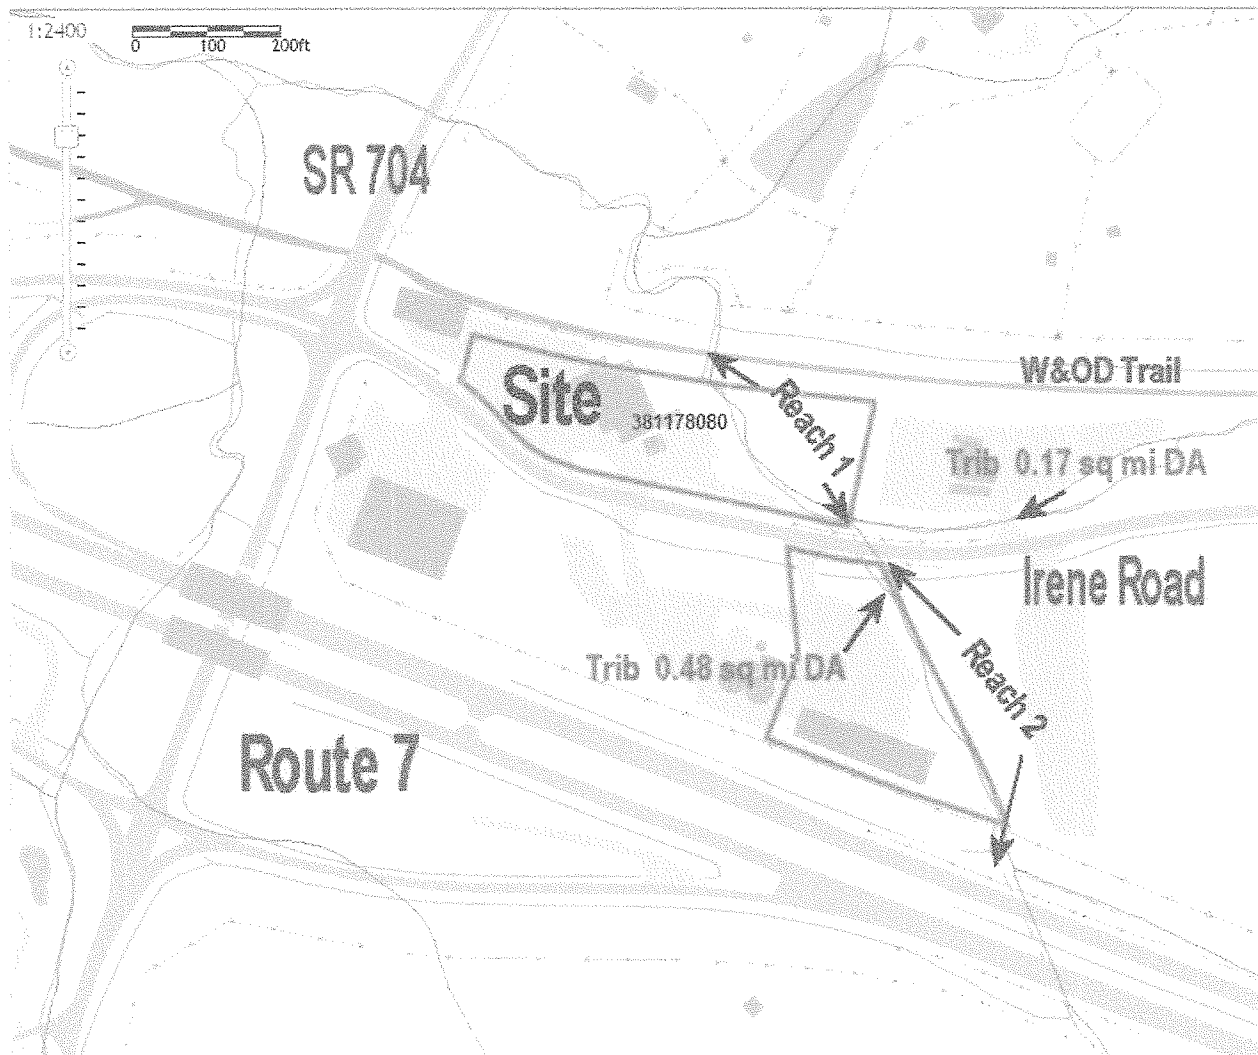 1:2400
0 100 200ft
SR 704
W&OD Trail
Site
381178080
Reach 1
Trib 0.17 sq mi DA
Irene Road
Trib 0.48 sq mi DA
Reach 2
Route 7